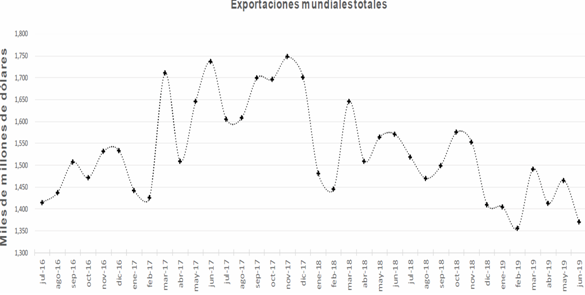 Exportaciones mundiales totales
Miles de millones de dólares
1,800
1,750
1,700
1,650
1,600
1,550
1,500
1,450
1,400
1,350
1,300
jul-16
ago-16
sep-16
oct-16
nov-16
dic-16
ene-17
feb-17
mar-17
abr-17
may-17
jun-17
jul-17
ago-17
sep-17
oct-17
nov-17
dic-17
ene-18
feb-18
mar-18
abr-18
may-18
jun-18
jul-18
ago-18
sep-18
oct-18
nov-18
dic-18
ene-19
feb-19
mar-19
abr-19
may-19
jun-19